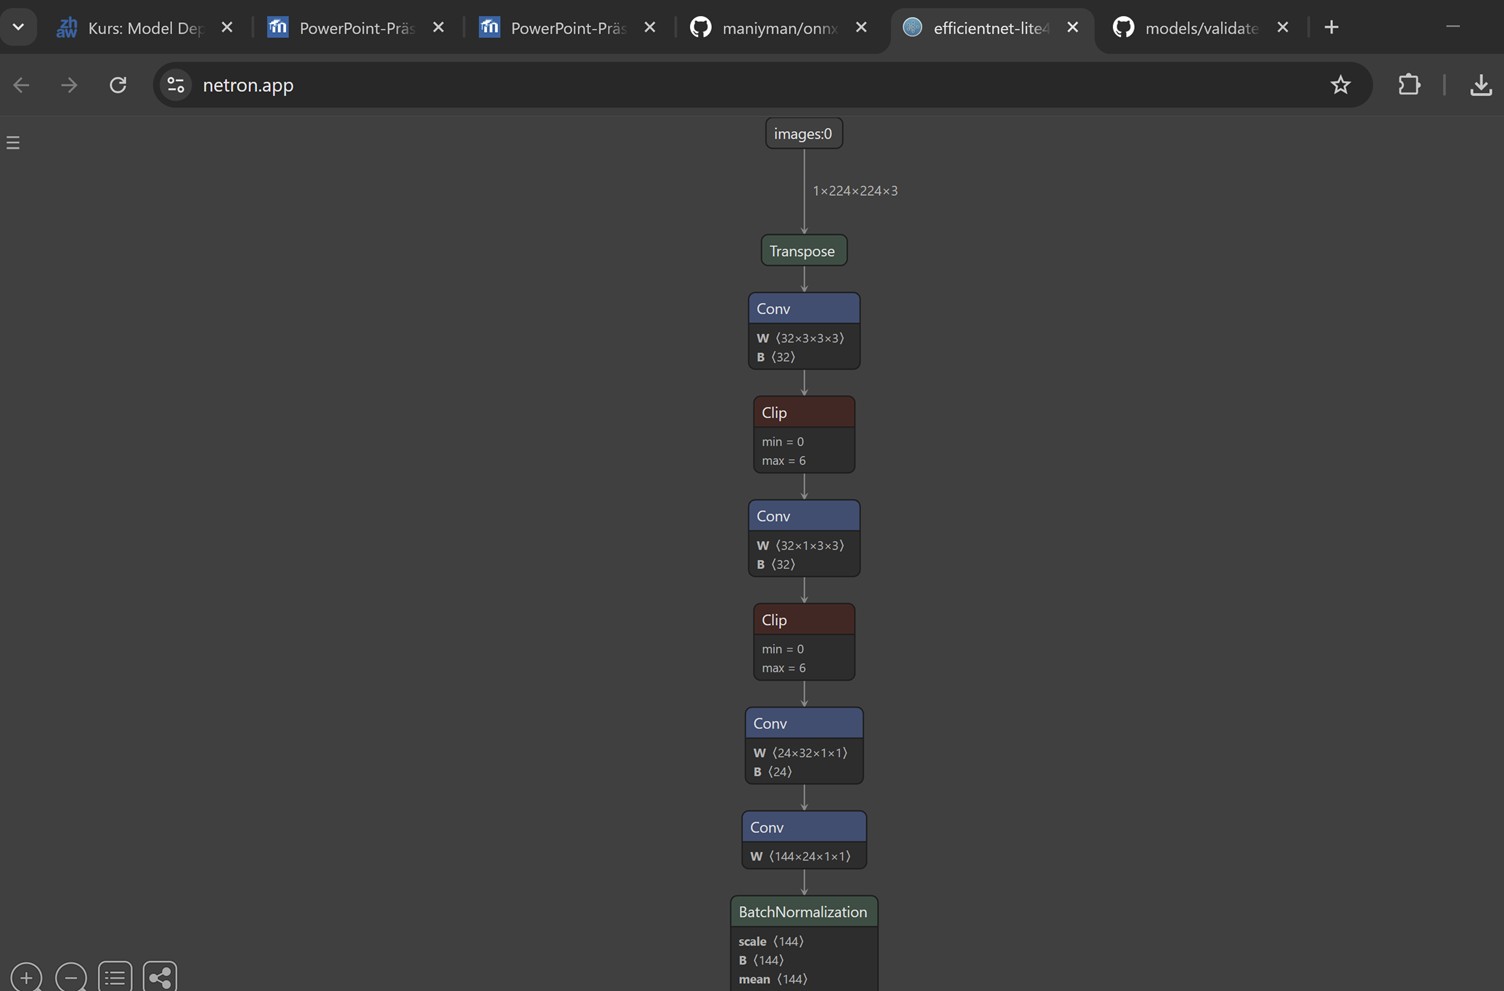 zh
aw
Kurs: Model Dep
PowerPoint-Präs
PowerPoint-Präs
maniyman/onnx
efficientnet-lite4
models/validate
netron.app
images:0
1×224×224×3
Transpose
Conv
W ⟨32×3×3×3⟩
B ⟨32⟩
Clip
min = 0
max = 6
Conv
W ⟨32×1×3×3⟩
B ⟨32⟩
Clip
min = 0
max = 6
Conv
W ⟨24×32×1×1⟩
B ⟨24⟩
Conv
W ⟨144×24×1×1⟩
BatchNormalization
scale ⟨144⟩
B ⟨144⟩
mean ⟨144⟩